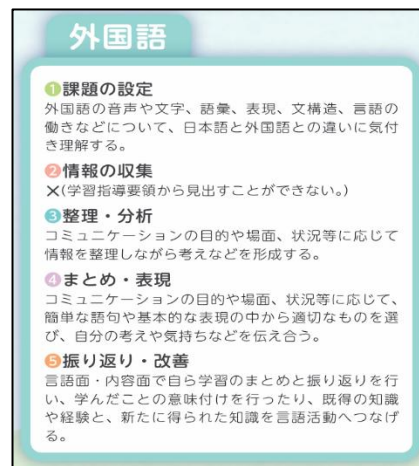 外国語
❶課題の設定
外国語の音声や文字、語彙、表現、文構造、言語の
働きなどについて、日本語と外国語との違いに気付
き理解する。
❷情報の収集
×(学習指導要領から見出すことができない。)
❸整理・分析
コミュニケーションの目的や場面、状況等に応じて
情報を整理しながら考えなどを形成する。
❹まとめ・表現
コミュニケーションの目的や場面、状況等に応じて、
簡単な語句や基本的な表現の中から適切なものを選
び、自分の考えや気持ちなどを伝え合う。
❺振り返り・改善
言語面・内容面で自ら学習のまとめと振り返りを行
い、学んだことの意味付けを行ったり、既得の知識
や経験と、新たに得られた知識を言語活動へつなげ
る。